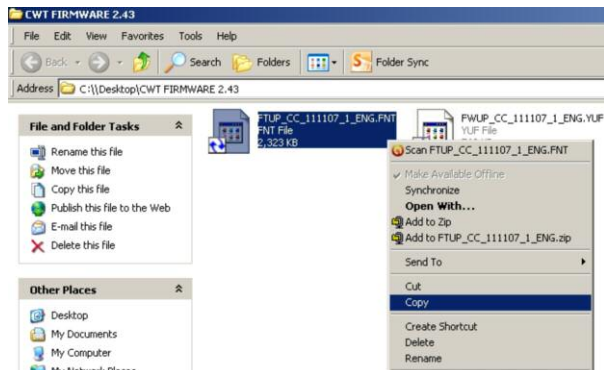 CWT FIRMWARE 2.43
File Edit View Favorites Tools Help
Back Search Folders Folder Sync
Address C:\\Desktop\CWT FIRMWARE 2.43
File and Folder Tasks
Rename this file
Move this file
Copy this file
Publish this file to the Web
E-mail this file
Delete this file
Other Places
Desktop
My Documents
My Computer
My Network Places
FTUP_CC_111107_1_ENG.FNT
FNT File
2,323 KB
FWUP_CC_111107_1_ENG.YUF
YUF File
Scan FTUP_CC_111107_1_ENG.FNT
Make Available Offline
Synchronize
Open With...
Add to Zip
Add to FTUP_CC_111107_1_ENG.zip
Send To
Cut
Copy
Create Shortcut
Delete
Rename